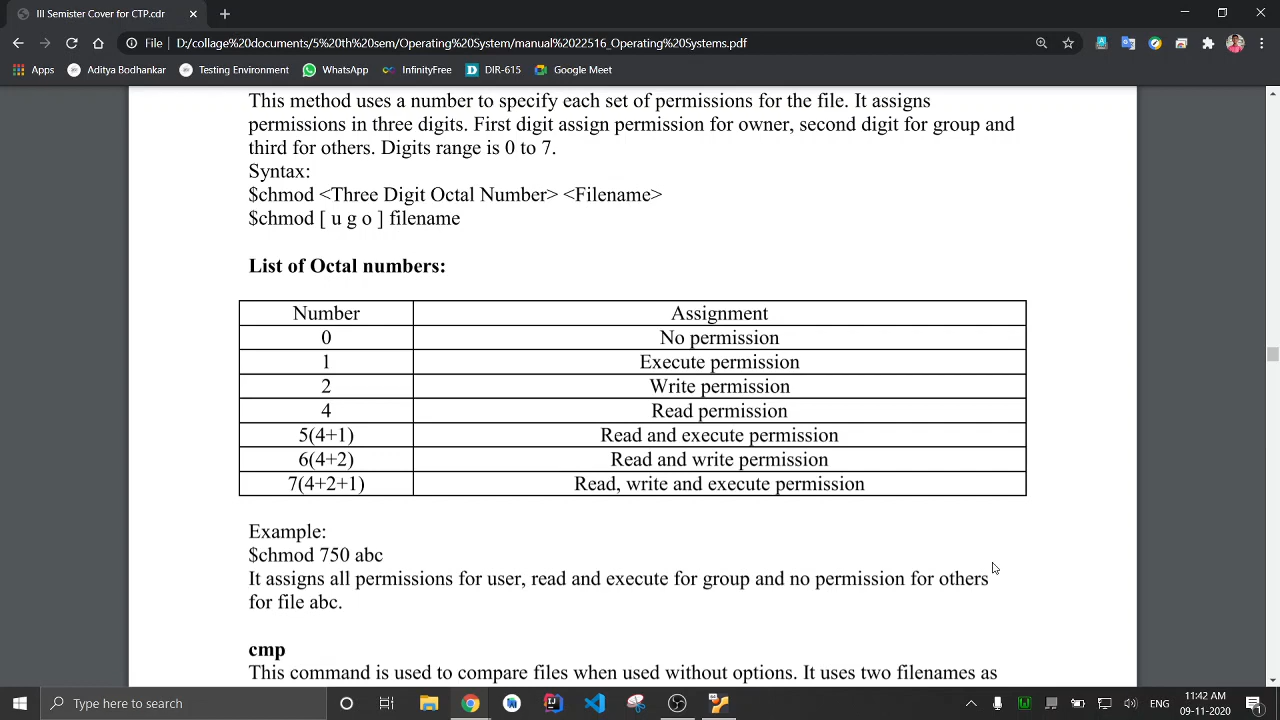 III Semister Cover for CTP.cdr
File D:/collage%20documents/5%20th%20sem/Operating%20System/manual%2022516_Operating%20Systems.pdf
Apps Aditya Bodhankar Testing Environment WhatsApp InfinityFree DIR-615 Google Meet
This method uses a number to specify each set of permissions for the file. It assigns
permissions in three digits. First digit assign permission for owner, second digit for group and
third for others. Digits range is 0 to 7.
Syntax:
$chmod <Three Digit Octal Number> <Filename>
$chmod [ u g o ] filename
List of Octal numbers:
Number Assignment
0 No permission
1 Execute permission
2 Write permission
4 Read permission
5(4+1) Read and execute permission
6(4+2) Read and write permission
7(4+2+1) Read, write and execute permission
Example:
$chmod 750 abc
It assigns all permissions for user, read and execute for group and no permission for others
for file abc.
cmp
This command is used to compare files when used without options. It uses two filenames as
Type here to search
ENG
11:42 AM
09-11-2020